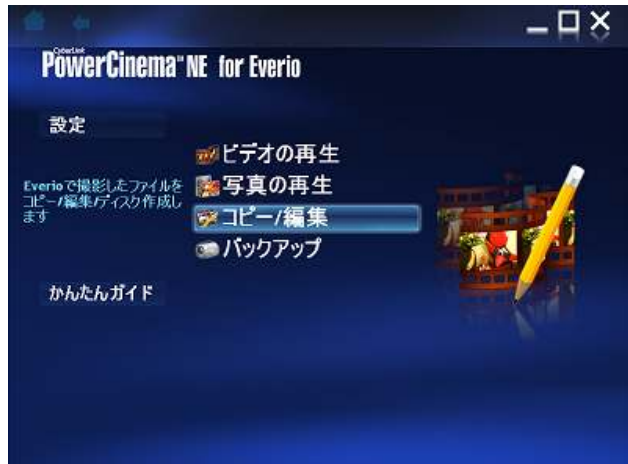 CyberLink
PowerCinema™NE for Everio
設定
ビデオの再生
写真の再生
Everioで撮影したファイルを
コピー/編集/ディスク作成し
ます
コピー/編集
バックアップ
かんたんガイド